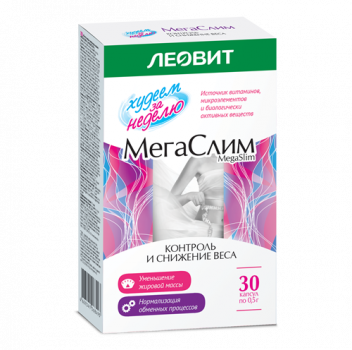 МегаСлим
ЛЕОВИТ
худеем
за
неделю
Источник витаминов,
микроэлементов
и биологически
активных веществ
МегаСлим
MegaSlim
КОНТРОЛЬ
И СНИЖЕНИЕ ВЕСА
Уменьшение
жировой массы
Нормализация
обменных процессов
30
капсул
по 0,5 г